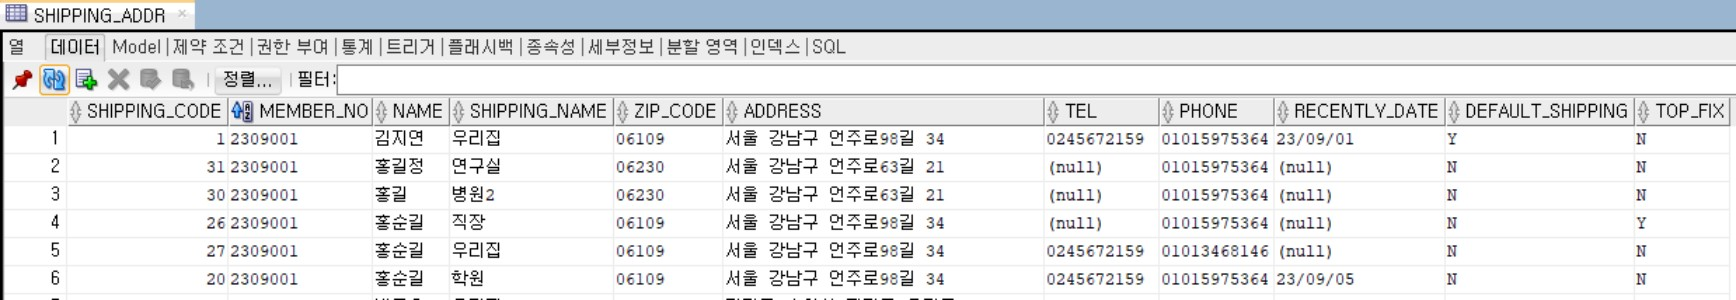 SHIPPING_ADDR
열 데이터 Model | 제약 조건 | 권한 부여 | 통계 | 트리거 | 플래시백 | 종속성 | 세부정보 | 분할 영역 | 인덱스 | SQL
정렬... 필터:
SHIPPING_CODE MEMBER_NO NAME SHIPPING_NAME ZIP_CODE ADDRESS TEL PHONE RECENTLY_DATE DEFAULT_SHIPPING TOP_FIX
1 1 2309001 김지연 우리집 06109 서울 강남구 언주로98길 34 0245672159 01015975364 23/09/01 Y N
2 31 2309001 홍길정 연구실 06230 서울 강남구 언주로63길 21 (null) 01015975364 (null) N N
3 30 2309001 홍길 병원2 06230 서울 강남구 언주로63길 21 (null) 01015975364 (null) N N
4 26 2309001 홍순길 직장 06109 서울 강남구 언주로98길 34 (null) 01015975364 (null) N Y
5 27 2309001 홍순길 우리집 06109 서울 강남구 언주로98길 34 0245672159 01013468146 (null) N N
6 20 2309001 홍순길 학원 06109 서울 강남구 언주로98길 34 0245672159 01015975364 23/09/05 N N